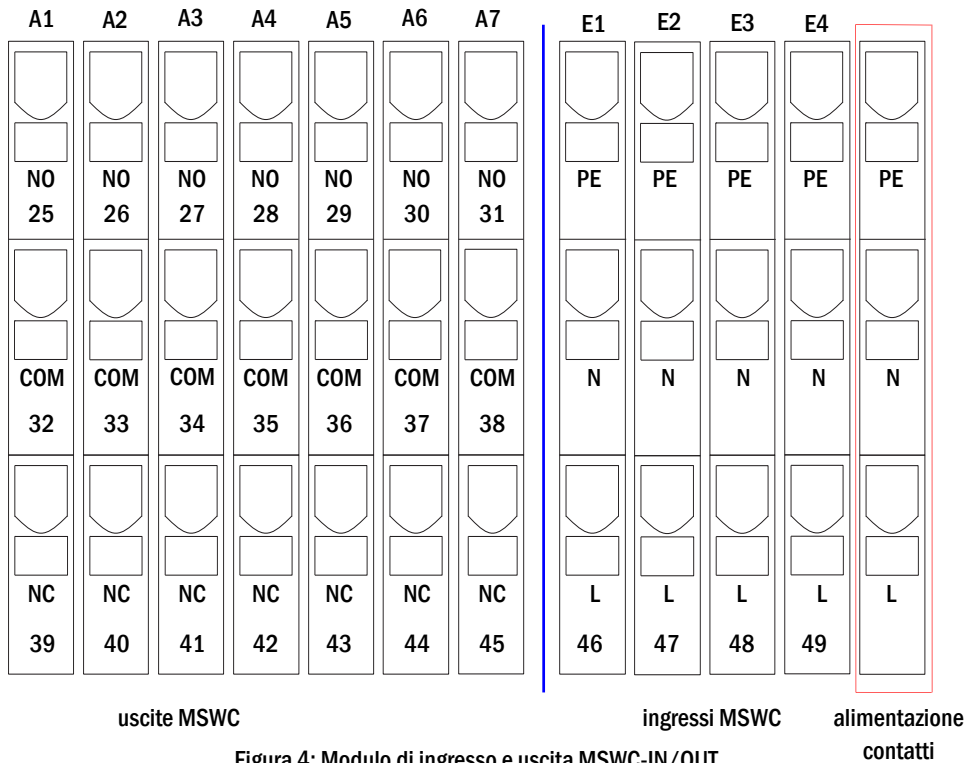 A1 A2 A3 A4 A5 A6 A7 E1 E2 E3 E4
NO NO NO NO NO NO NO PE PE PE PE PE
25 26 27 28 29 30 31
COM COM COM COM COM COM COM N N N N N
32 33 34 35 36 37 38
NC NC NC NC NC NC NC L L L L L
39 40 41 42 43 44 45 46 47 48 49
uscite MSWC ingressi MSWC alimentazione
contatti
Figura 4: Modulo di ingresso e uscita MSWC-IN/OUT